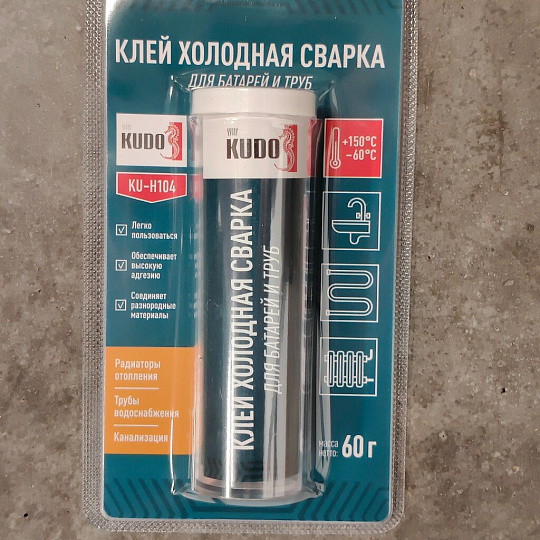 КЛЕЙ ХОЛОДНАЯ СВАРКА
ДЛЯ БАТАРЕЙ И ТРУБ
KUDO
KU-H104
Легко
пользоваться
Обеспечивает
высокую
адгезию
Соединяет
разнородные
материалы
Радиаторы
отопления
Трубы
водоснабжения
Канализация
KUDO
КЛЕЙ ХОЛОДНАЯ СВАРКА
ДЛЯ БАТАРЕЙ И ТРУБ
+150°C
-60°C
масса
нетто: 60 г